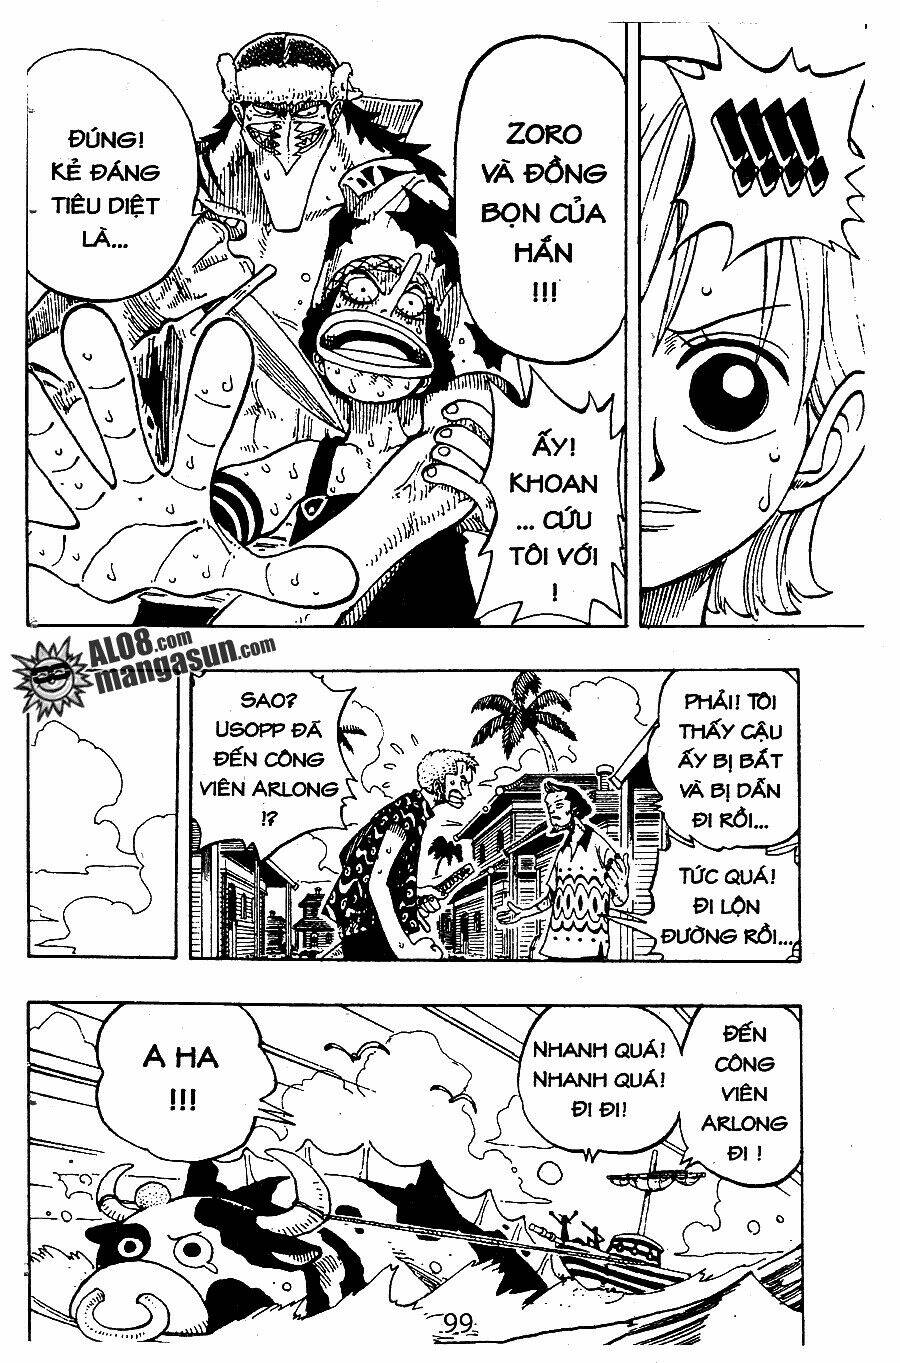 !!!!
ZORO
VÀ ĐỒNG
BỌN CỦA
HẮN
!!!
ĐÚNG!
KẺ ĐÁNG
TIÊU DIỆT
LÀ...
ẤY!
KHOAN
... CỨU
TÔI VỚI
!
AL08.com
mangasun.com
PHẢI! TÔI
THẤY CẬU
ẤY BỊ BẮT
VÀ BỊ DẪN
ĐI RỒI...
TỨC QUÁ!
ĐI LỘN
ĐƯỜNG RỒI...
SAO?
USOPP ĐÃ
ĐẾN CÔNG
VIÊN ARLONG
!?
ĐẾN
CÔNG
VIÊN
ARLONG
ĐI !
NHANH QUÁ!
NHANH QUÁ!
ĐI ĐI!
A HA
!!!
99